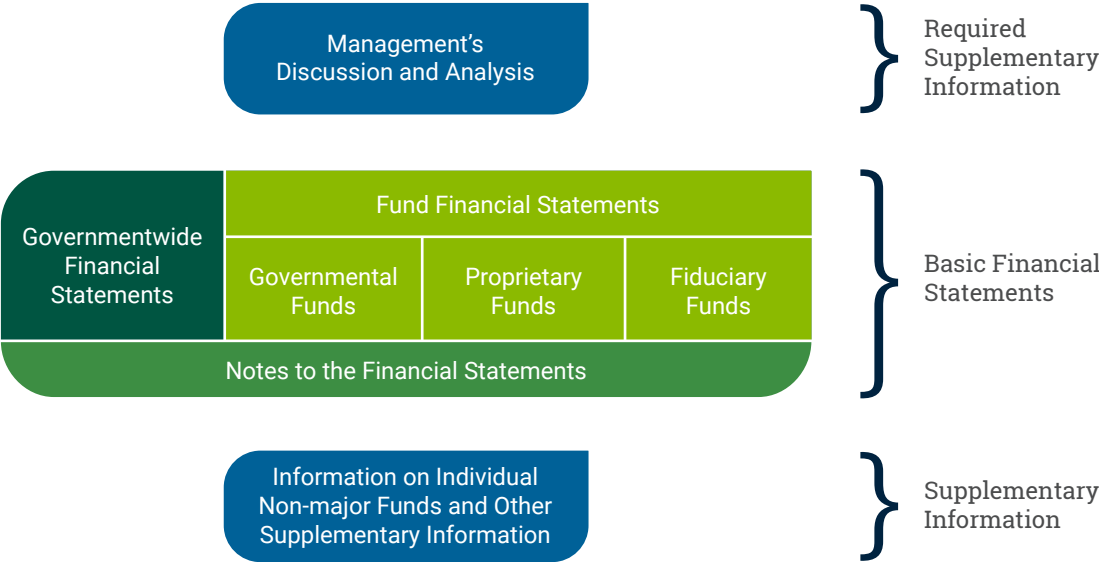 Management’s
Discussion and Analysis
Required
Supplementary
Information
Governmentwide
Financial
Statements
Fund Financial Statements
Governmental
Funds
Proprietary
Funds
Fiduciary
Funds
Notes to the Financial Statements
Basic Financial
Statements
Information on Individual
Non-major Funds and Other
Supplementary Information
Supplementary
Information